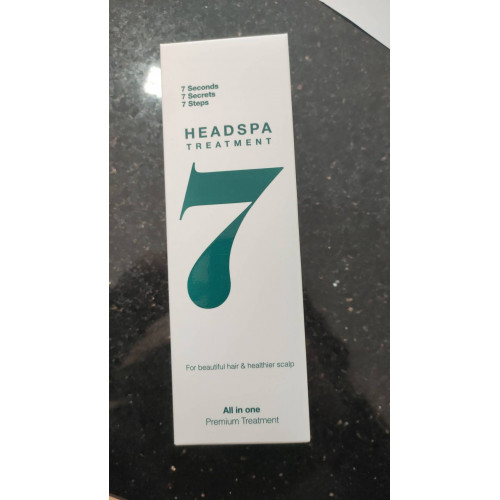 7 Seconds
7 Secrets
7 Steps
HEADSPA
TREATMENT
7
For beautiful hair & healthier scalp
All in one
Premium Treatment